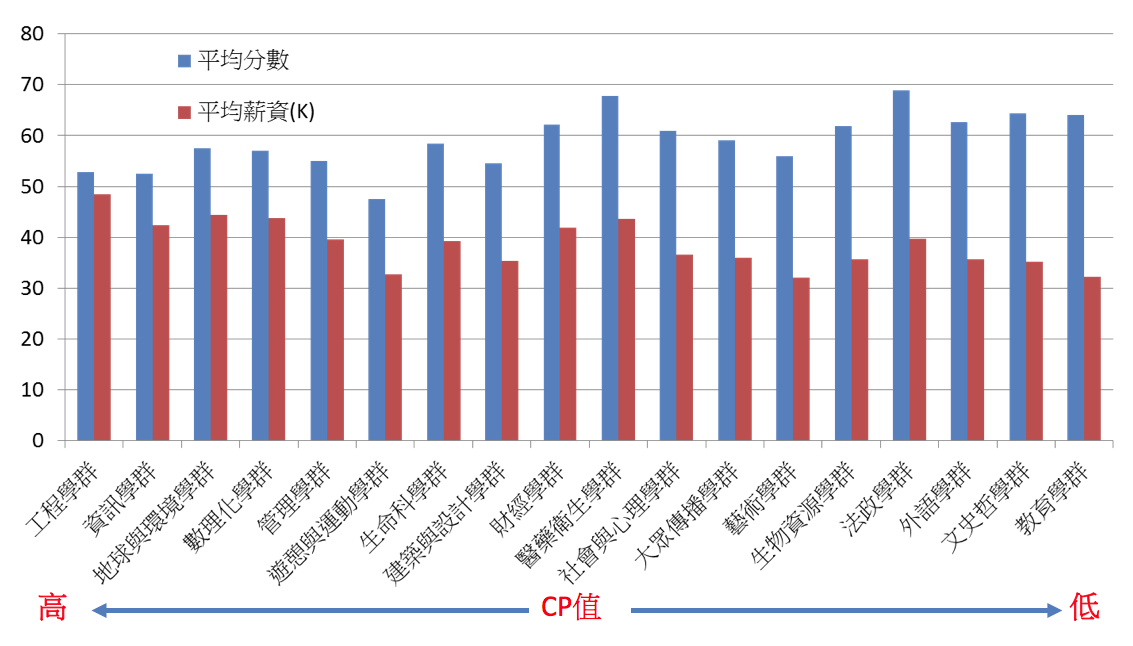 80
70
60
50
40
30
20
10
0
平均分數
平均薪資(K)
工程學群
資訊學群
地球與環境學群
數理化學群
管理學群
遊憩與運動學群
生命科學群
建築與設計學群
財經學群
醫藥衛生學群
社會與心理學群
大眾傳播學群
藝術學群
生物資源學群
法政學群
外語學群
文史哲學群
教育學群
高 CP值 低